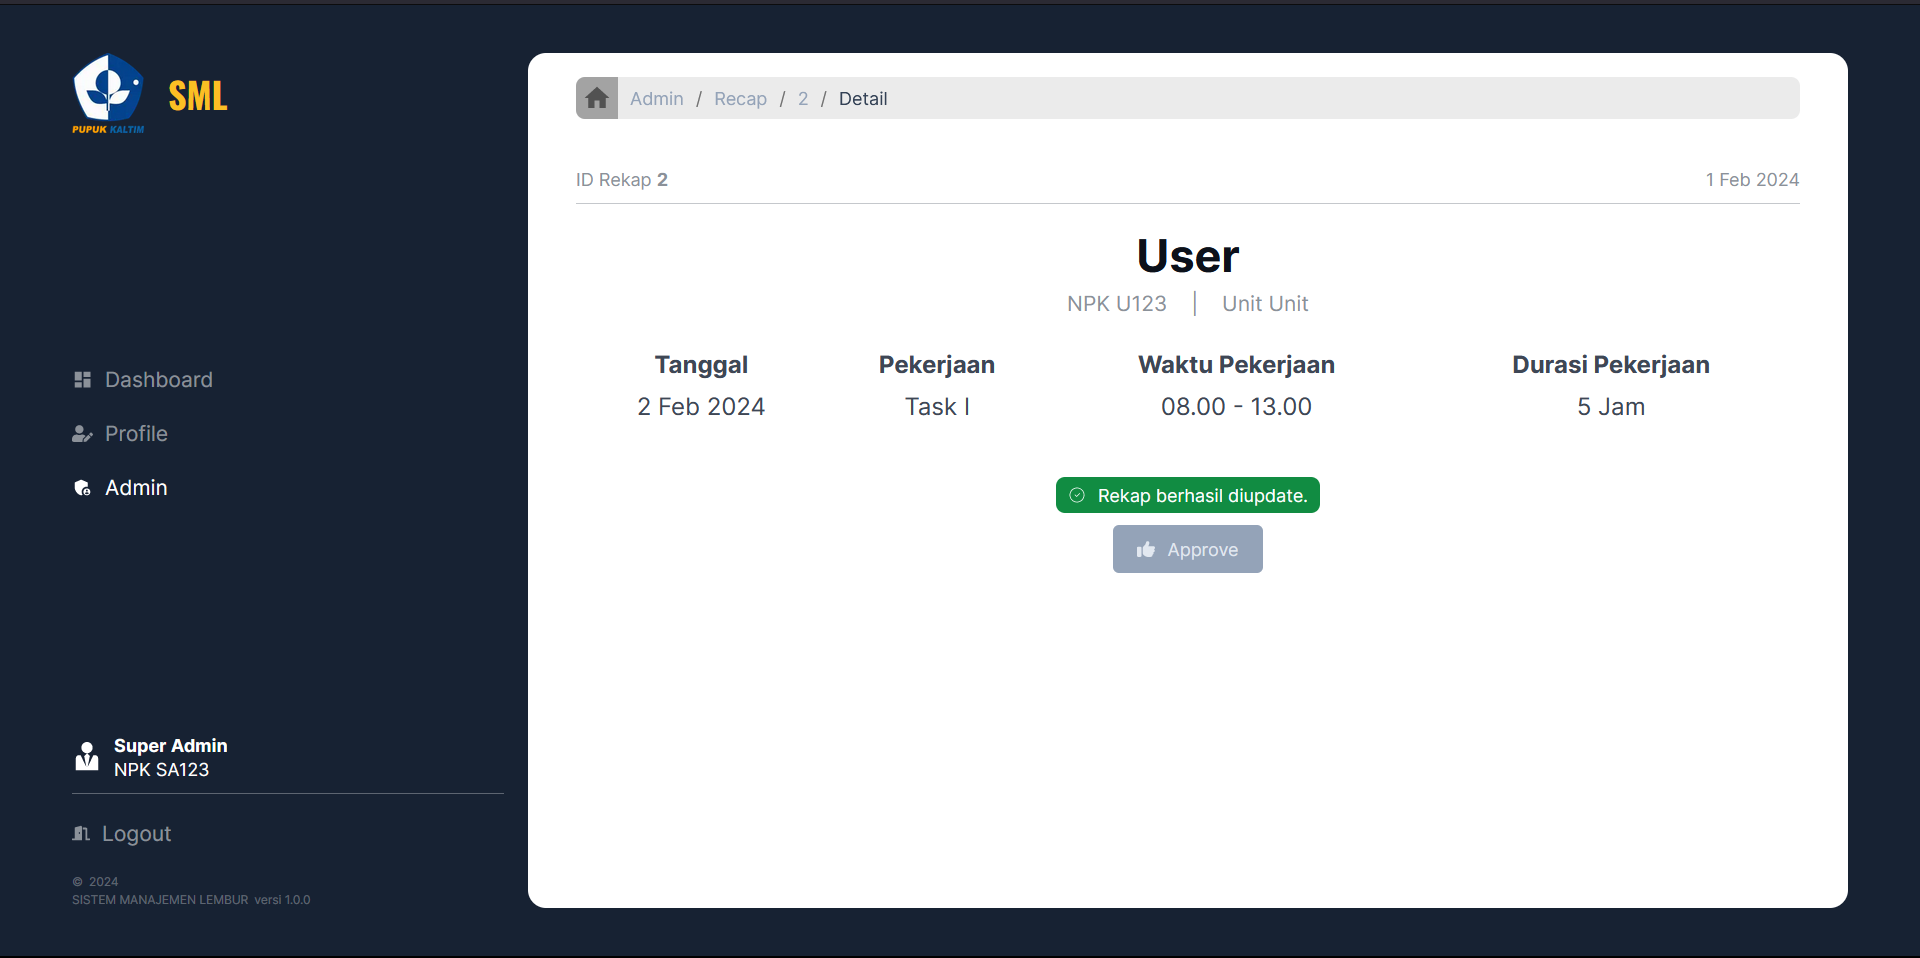 PUPUK KALTIM
SML
Dashboard
Profile
Admin
Super Admin
NPK SA123
Logout
© 2024
SISTEM MANAJEMEN LEMBUR versi 1.0.0
Admin / Recap / 2 / Detail
ID Rekap 2
1 Feb 2024
User
NPK U123 | Unit Unit
Tanggal Pekerjaan Waktu Pekerjaan Durasi Pekerjaan
2 Feb 2024 Task I 08.00 - 13.00 5 Jam
Rekap berhasil diupdate.
Approve